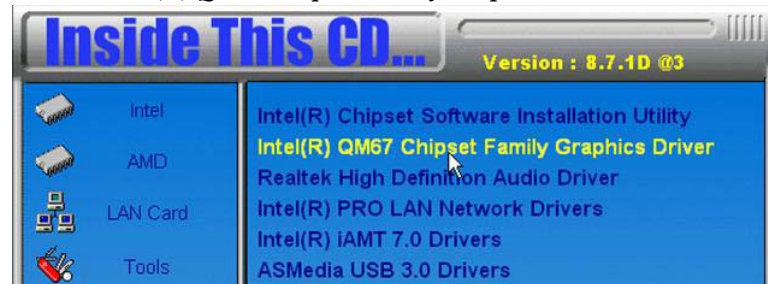 Inside This CD...
Version : 8.7.1D @3
Intel
AMD
LAN Card
Tools
Intel(R) Chipset Software Installation Utility
Intel(R) QM67 Chipset Family Graphics Driver
Realtek High Definition Audio Driver
Intel(R) PRO LAN Network Drivers
Intel(R) iAMT 7.0 Drivers
ASMedia USB 3.0 Drivers